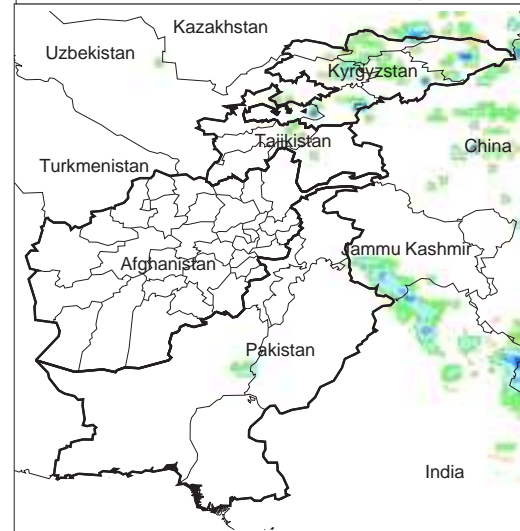 Kazakhstan
Uzbekistan
Kyrgyzstan
Tajikistan
China
Turkmenistan
Jammu Kashmir
Afghanistan
Pakistan
India